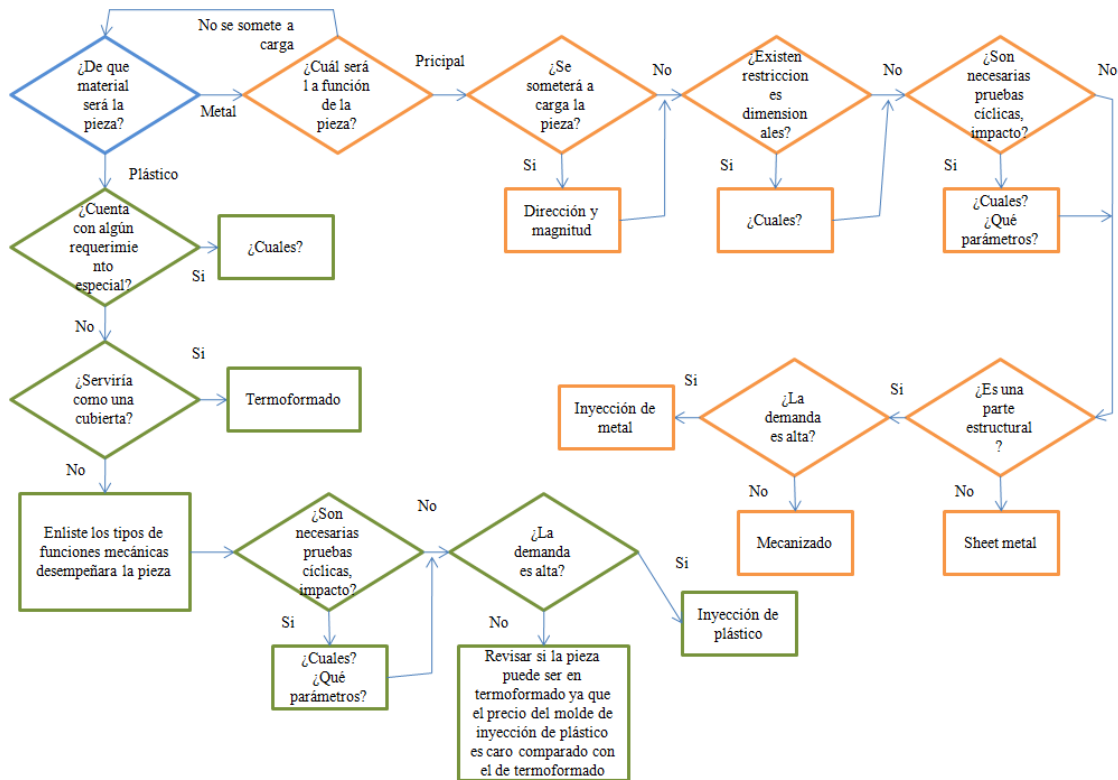 No se somete a
carga
¿De que
material
será la
pieza?
Metal
¿Cuál será
l a función
de la
pieza?
Pricipal
¿Se
someterá a
carga la
pieza?
No
Si
Dirección y
magnitud
¿Existen
restriccion
es
dimension
ales?
No
Si
¿Cuales?
¿Son
necesarias
pruebas
cíclicas,
impacto?
No
Si
¿Cuales?
¿Qué
parámetros?
Plástico
¿Cuenta
con algún
requerimie
nto
especial?
Si
¿Cuales?
No
¿Serviría
como una
cubierta?
Si
Termoformado
No
Enliste los tipos de
funciones mecánicas
desempeñara la pieza
¿Son
necesarias
pruebas
cíclicas,
impacto?
No
Si
¿Cuales?
¿Qué
parámetros?
¿La
demanda
es alta?
Si
Inyección de
plástico
No
Revisar si la pieza
puede ser en
termoformado ya que
el precio del molde de
inyección de plástico
es caro comparado con
el de termoformado
¿Es una
parte
estructural
?
Si
No
Sheet metal
¿La
demanda
es alta?
Si
Inyección de
metal
No
Mecanizado